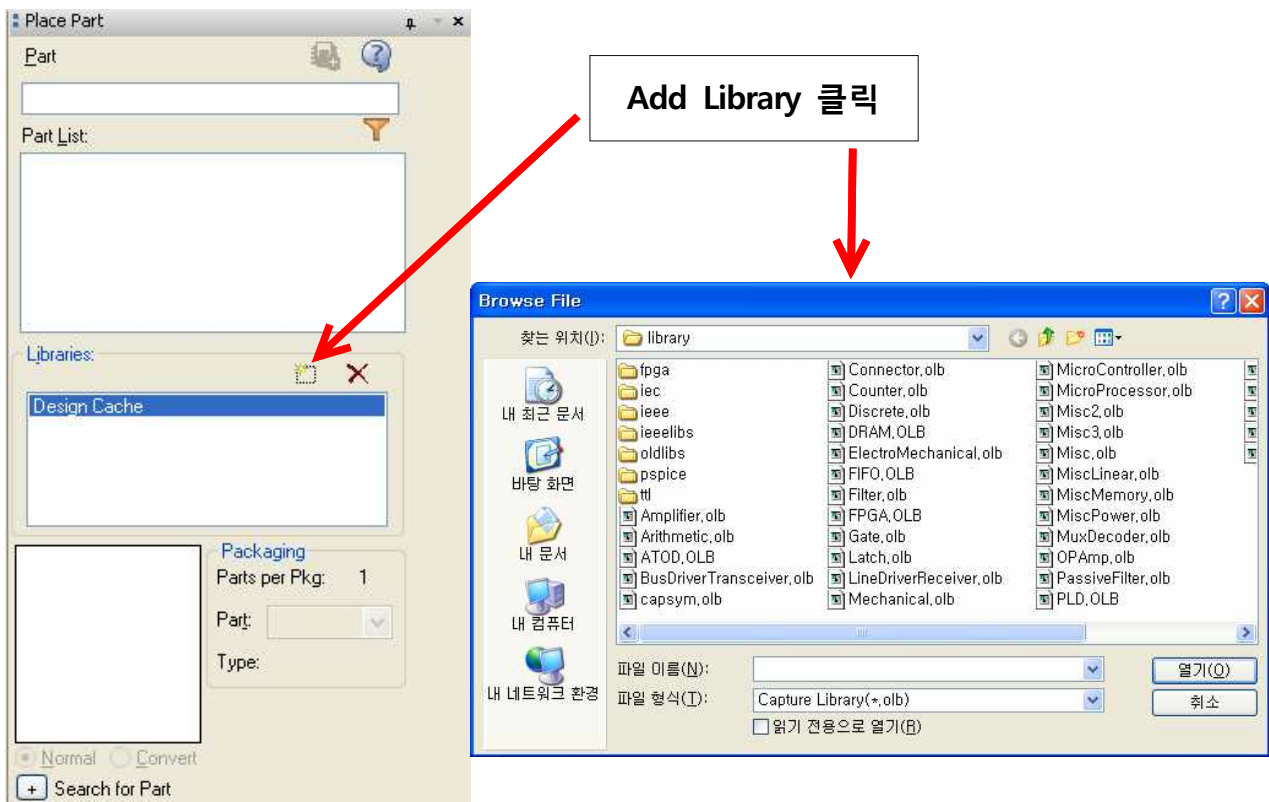 Place Part
Part
Part List:
Libraries:
Design Cache
Packaging
Parts per Pkg: 1
Part:
Type:
Normal Convert
+ Search for Part
Add Library 클릭
Browse File
찾는 위치(I): library
내 최근 문서
바탕 화면
내 문서
내 컴퓨터
내 네트워크 환경
fpga
iec
ieee
ieeelibs
oldlibs
pspice
ttl
Amplifier.olb
Arithmetic.olb
ATOD.OLB
BusDriverTransceiver.olb
capsym.olb
Connector.olb
Counter.olb
Discrete.olb
DRAM.OLB
ElectroMechanical.olb
FIFO.OLB
Filter.olb
FPGA.OLB
Gate.olb
Latch.olb
LineDriverReceiver.olb
Mechanical.olb
MicroController.olb
MicroProcessor.olb
Misc2.olb
Misc3.olb
Misc.olb
MiscLinear.olb
MiscMemory.olb
MiscPower.olb
MuxDecoder.olb
OPAmp.olb
PassiveFilter.olb
PLD.OLB
파일 이름(N): 열기(O)
파일 형식(T): Capture Library(*.olb) 취소
읽기 전용으로 열기(R)